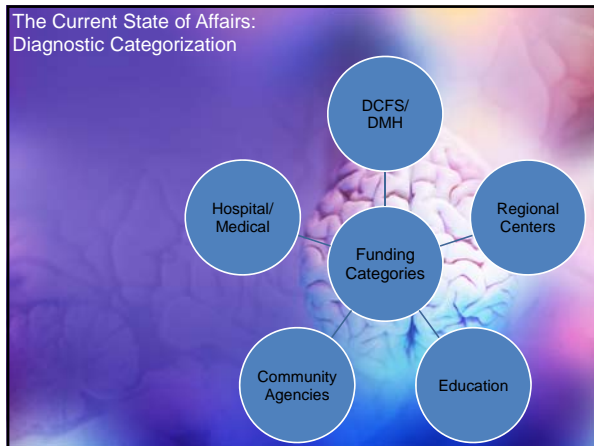 The Current State of Affairs:
Diagnostic Categorization
DCFS/
DMH
Hospital/
Medical
Regional
Centers
Funding
Categories
Community
Agencies
Education